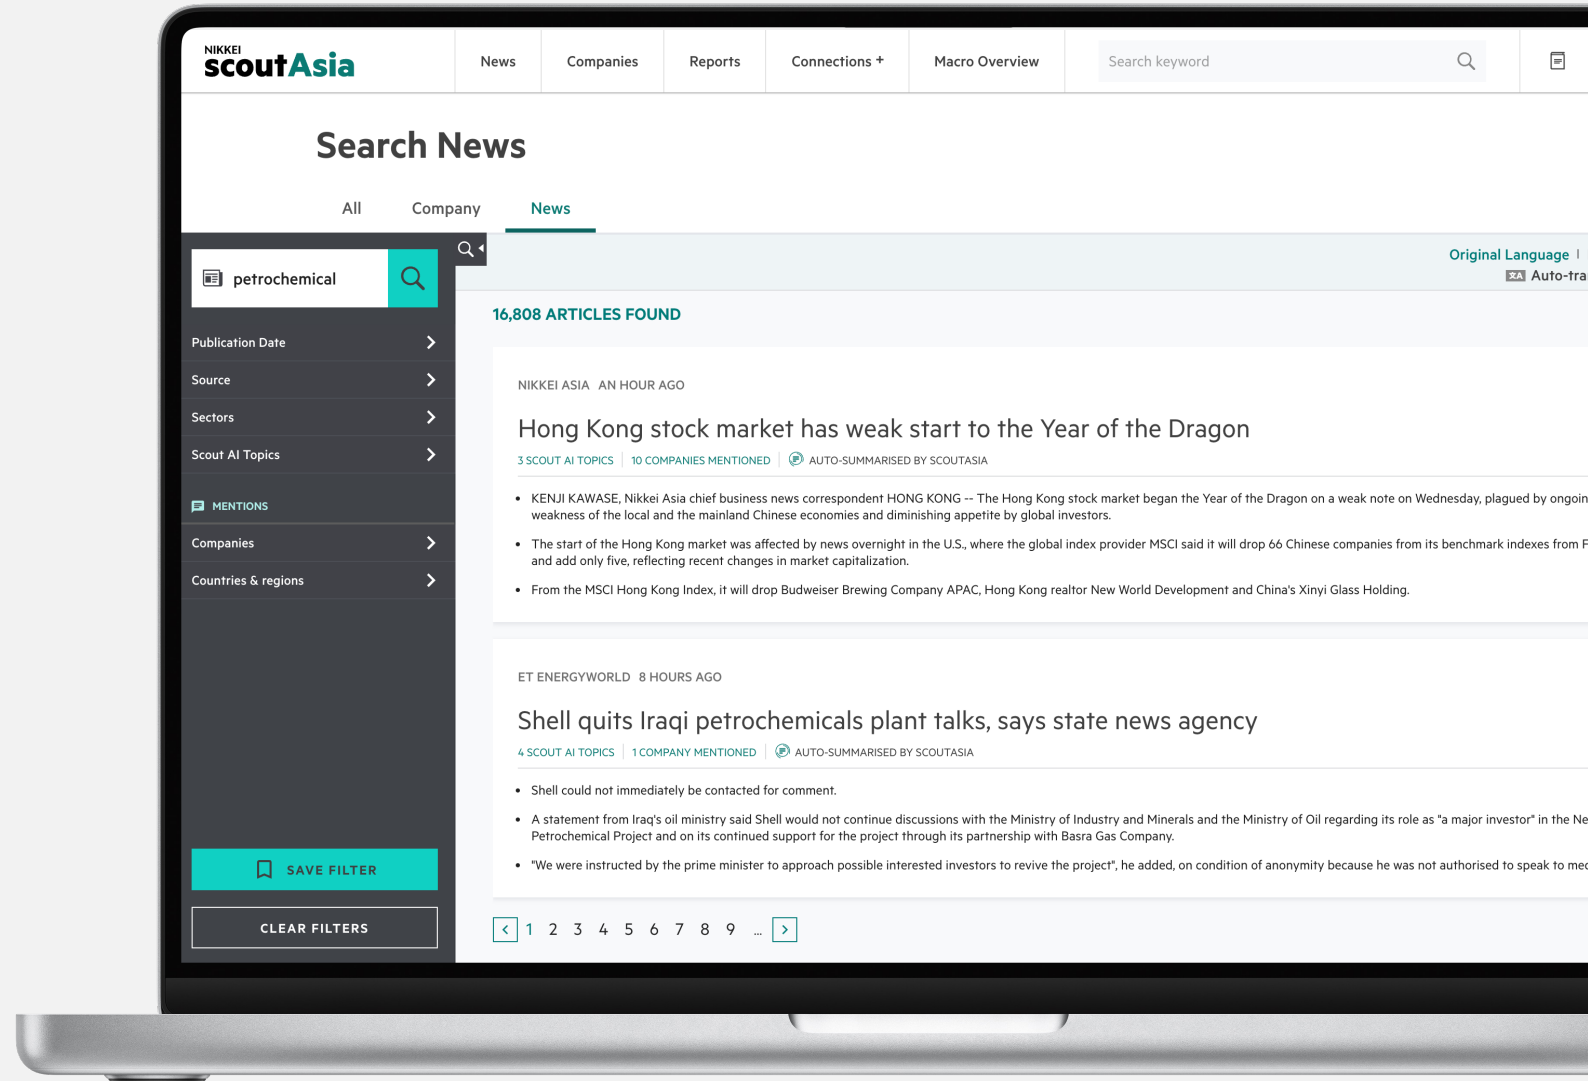 NIKKEI
scoutAsia
News
Companies
Reports
Connections +
Macro Overview
Search keyword
Search News
All
Company
News
petrochemical
Original Language
Publication Date
16,808 ARTICLES FOUND
Source
Sectors
Scout AI Topics
MENTIONS
Companies
Countries & regions
SAVE FILTER
CLEAR FILTERS
NIKKEI ASIA AN HOUR AGO
Hong Kong stock market has weak start to the Year of the Dragon
3 SCOUT AI TOPICS
10 COMPANIES MENTIONED
AUTO-SUMMARISED BY SCOUTASIA
• KENJI KAWASE, Nikkei Asia chief business news correspondent HONG KONG -- The Hong Kong stock market began the Year of the Dragon on a weak note on Wednesday, plagued by
weakness of the local and the mainland Chinese economies and diminishing appetite by global investors.
• The start of the Hong Kong market was affected by news overnight in the U.S., where the global index provider MSCI said it will drop 66 Chinese companies from its benchmark indexes from
and add only five, reflecting recent changes in market capitalization.
• From the MSCI Hong Kong Index, it will drop Budweiser Brewing Company APAC, Hong Kong realtor New World Development and China's Xinyi Glass Holding.
ET ENERGYWORLD 8 HOURS AGO
Shell quits Iraqi petrochemicals plant talks, says state news agency
4 SCOUT AI TOPICS
1 COMPANY MENTIONED
AUTO-SUMMARISED BY SCOUTASIA
• Shell could not immediately be contacted for comment.
• A statement from Iraq's oil ministry said Shell would not continue discussions with the Ministry of Industry and Minerals and the Ministry of Oil regarding its role as "a major investor" in the
Petrochemical Project and on its continued support for the project through its partnership with Basra Gas Company.
• "We were instructed by the prime minister to approach possible interested investors to revive the project", he added, on condition of anonymity because he was not authorised to speak to
1 2 3 4 5 6 7 8 9 ...